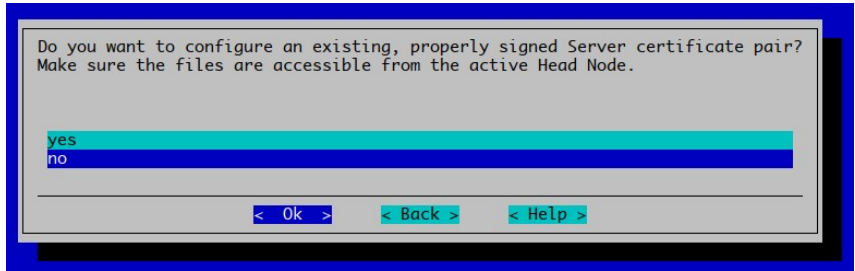 Do you want to configure an existing, properly signed Server certificate pair?
Make sure the files are accessible from the active Head Node.
yes
no
<  Ok  > < Back > < Help >